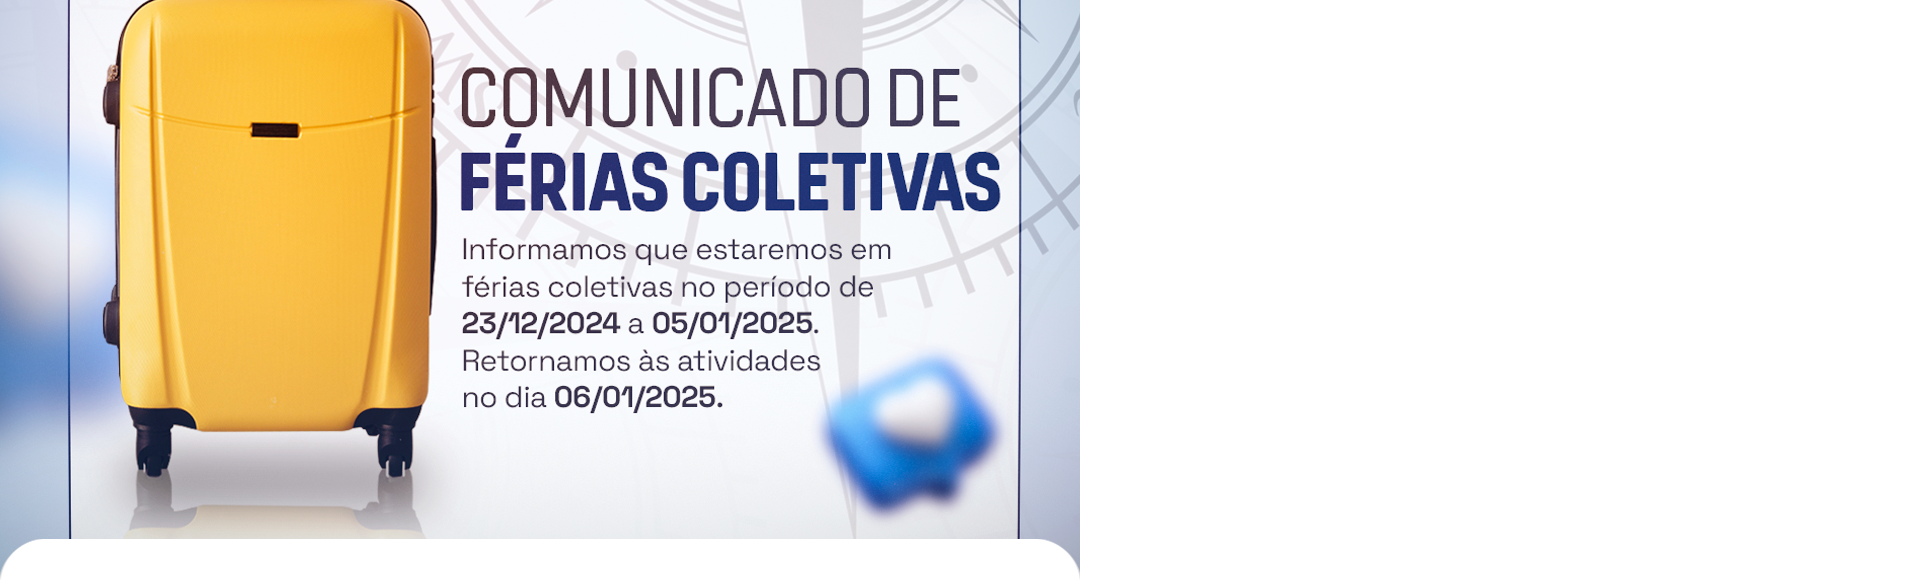 COMUNICADO DE
FÉRIAS COLETIVAS
Informamos que estaremos em
férias coletivas no período de
23/12/2024 a 05/01/2025.
Retornamos às atividades
no dia 06/01/2025.